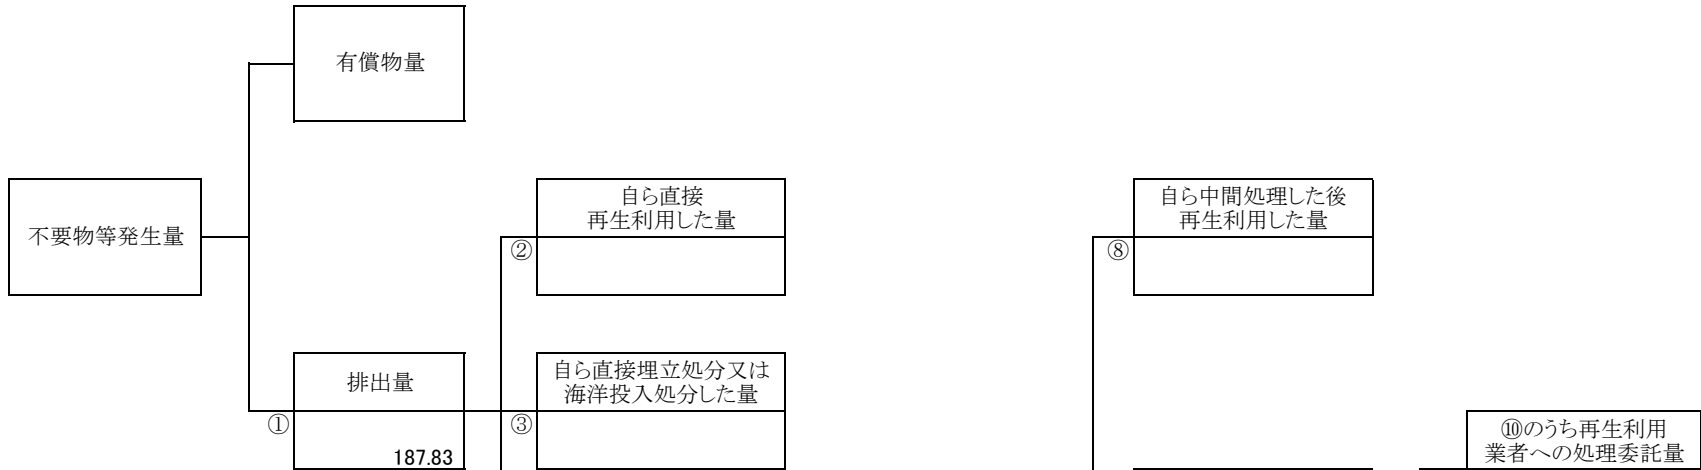 有償物量
不要物等発生量
自ら直接
再生利用した量
②
自ら中間処理した後
再生利用した量
⑧
排出量
①
187.83
自ら直接埋立処分又は
海洋投入処分した量
③
⑩のうち再生利用
業者への処理委託量